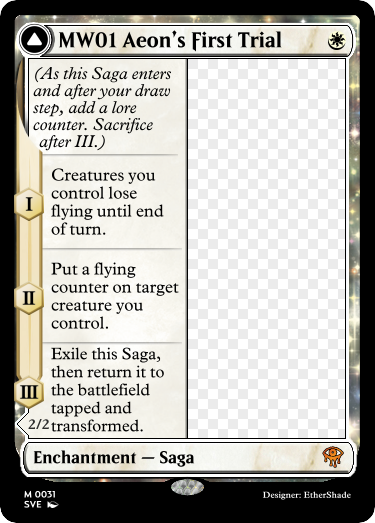 MW01 Aeon's First Trial
(As this Saga enters
and after your draw
step, add a lore
counter. Sacrifice
after III.)
I
Creatures you
control lose
flying until end
of turn.
II
Put a flying
counter on target
creature you
control.
III
Exile this Saga,
then return it to
the battlefield
tapped and
transformed.
2/2
Enchantment — Saga
M 0031
SVE
Designer: EtherShade